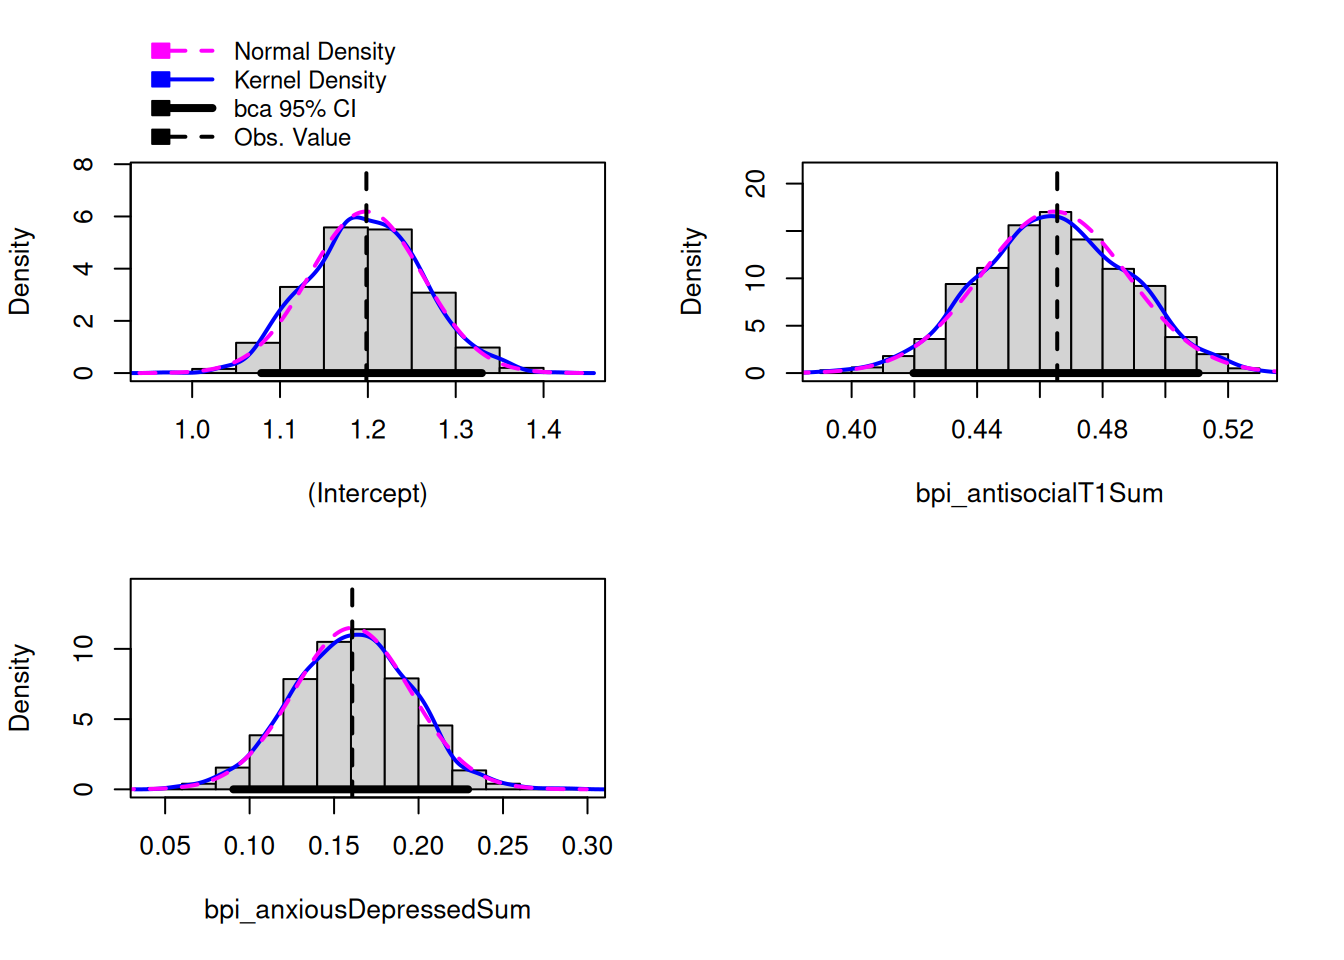 Normal Density
Kernel Density
bca 95% CI
Obs. Value
Density
0 2 4 6 8
1.0 1.1 1.2 1.3 1.4
(Intercept)
Density
0 5 10 20
0.40 0.44 0.48 0.52
bpi_antisocialT1Sum
Density
0 5 10
0.05 0.10 0.15 0.20 0.25 0.30
bpi_anxiousDepressedSum